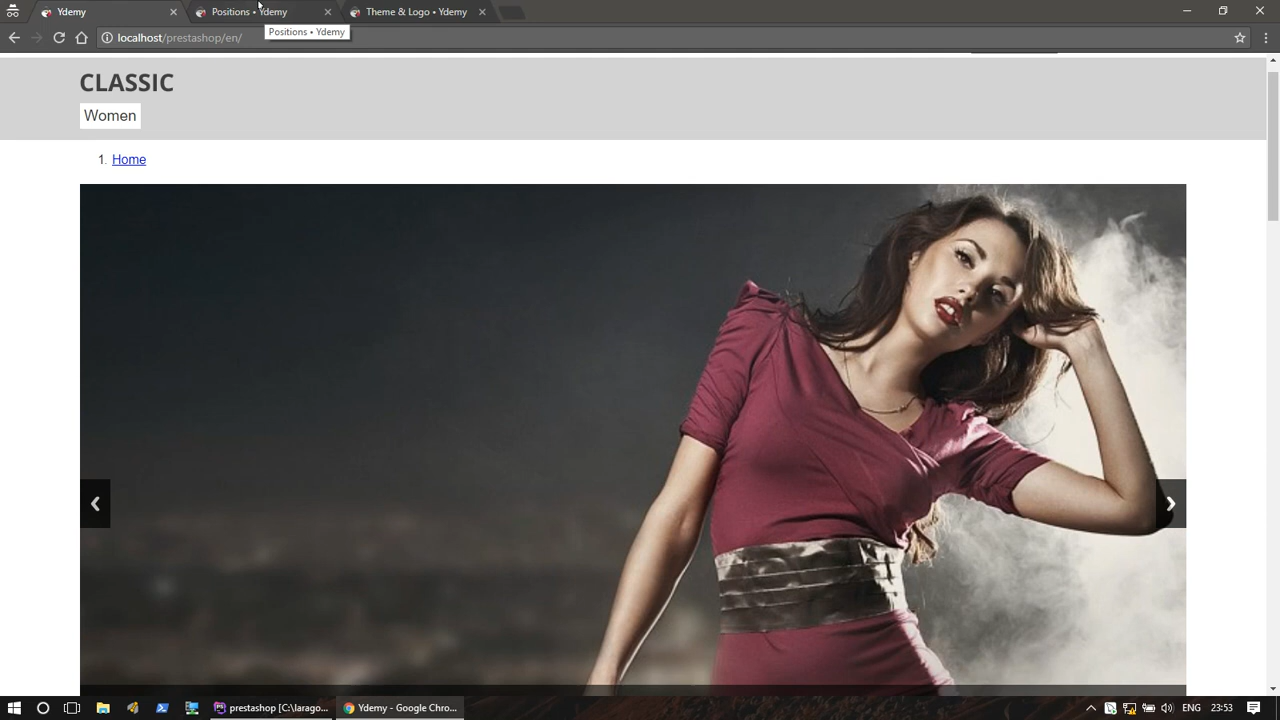 Ydemy
Positions • Ydemy
Theme & Logo • Ydemy
localhost/prestashop/en/
Positions • Ydemy
CLASSIC
Women
1. Home
prestashop [C:\larago...
Ydemy - Google Chro...
ENG
23:53